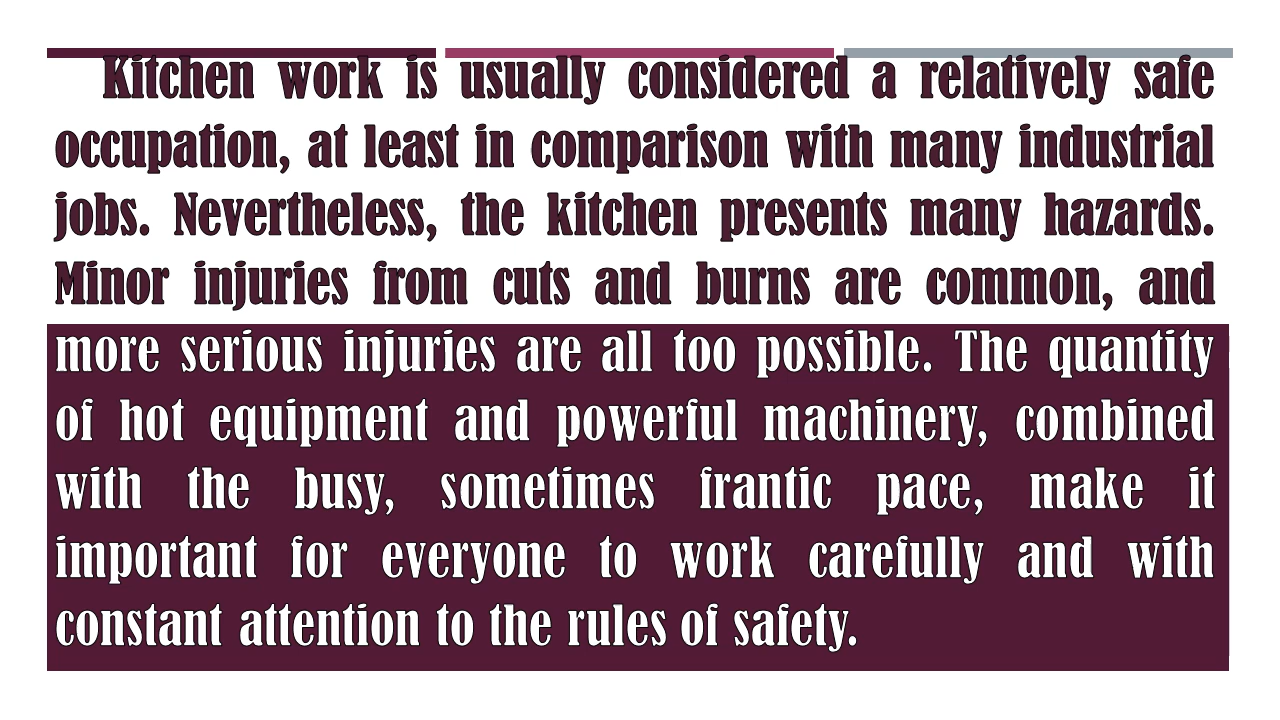 Kitchen work is usually considered a relatively safe
occupation, at least in comparison with many industrial
jobs. Nevertheless, the kitchen presents many hazards.
Minor injuries from cuts and burns are common, and
more serious injuries are all too possible. The quantity
of hot equipment and powerful machinery, combined
with the busy, sometimes frantic pace, make it
important for everyone to work carefully and with
constant attention to the rules of safety.